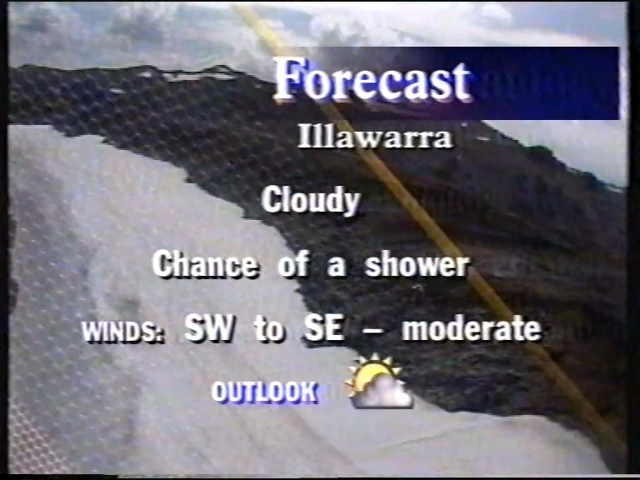 Forecast
Illawarra
Cloudy
Chance of a shower
WINDS: SW to SE – moderate
OUTLOOK